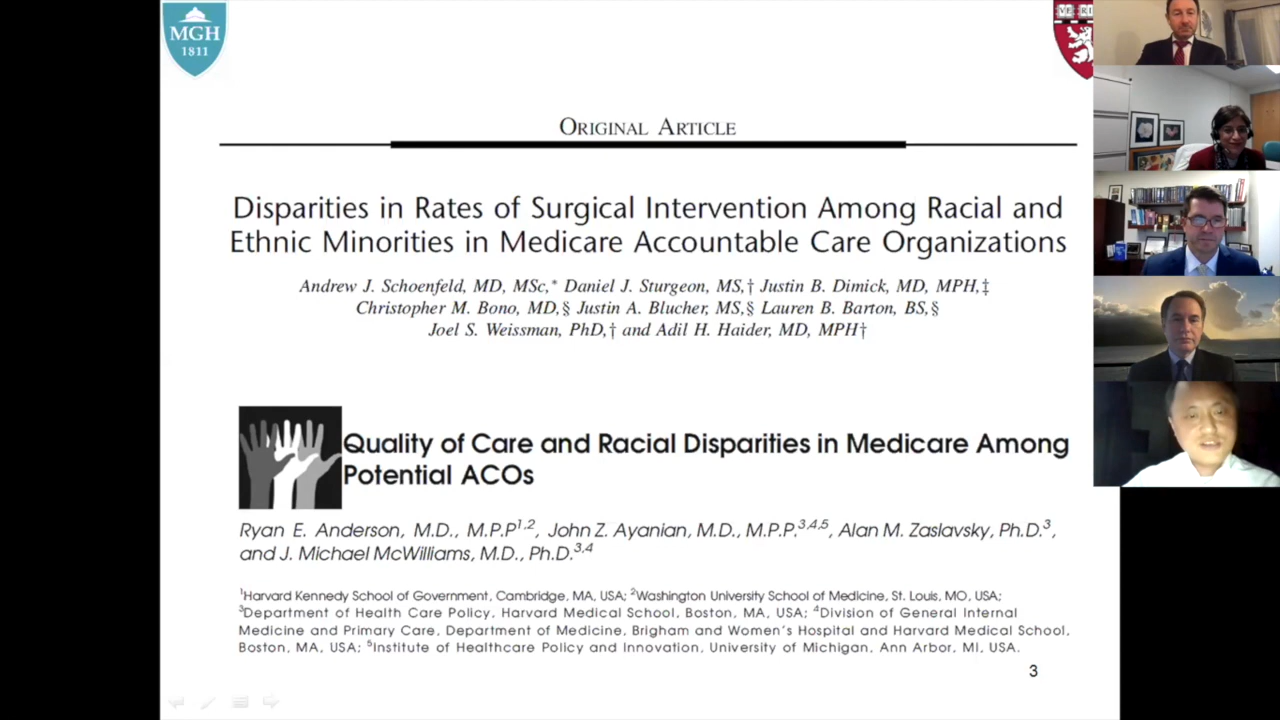 MGH
1811
VE RI
ORIGINAL ARTICLE
Disparities in Rates of Surgical Intervention Among Racial and
Ethnic Minorities in Medicare Accountable Care Organizations
Andrew J. Schoenfeld, MD, MSc,* Daniel J. Sturgeon, MS,† Justin B. Dimick, MD, MPH,‡
Christopher M. Bono, MD,§ Justin A. Blucher, MS,§ Lauren B. Barton, BS,§
Joel S. Weissman, PhD,† and Adil H. Haider, MD, MPH†
Quality of Care and Racial Disparities in Medicare Among
Potential ACOs
Ryan E. Anderson, M.D., M.P.P1,2, John Z. Ayanian, M.D., M.P.P.3,4,5, Alan M. Zaslavsky, Ph.D.3,
and J. Michael McWilliams, M.D., Ph.D.3,4
1Harvard Kennedy School of Government, Cambridge, MA, USA; 2Washington University School of Medicine, St. Louis, MO, USA;
3Department of Health Care Policy, Harvard Medical School, Boston, MA, USA; 4Division of General Internal
Medicine and Primary Care, Department of Medicine, Brigham and Women's Hospital and Harvard Medical School,
Boston, MA, USA; 5Institute of Healthcare Policy and Innovation, University of Michigan, Ann Arbor, MI, USA.
3